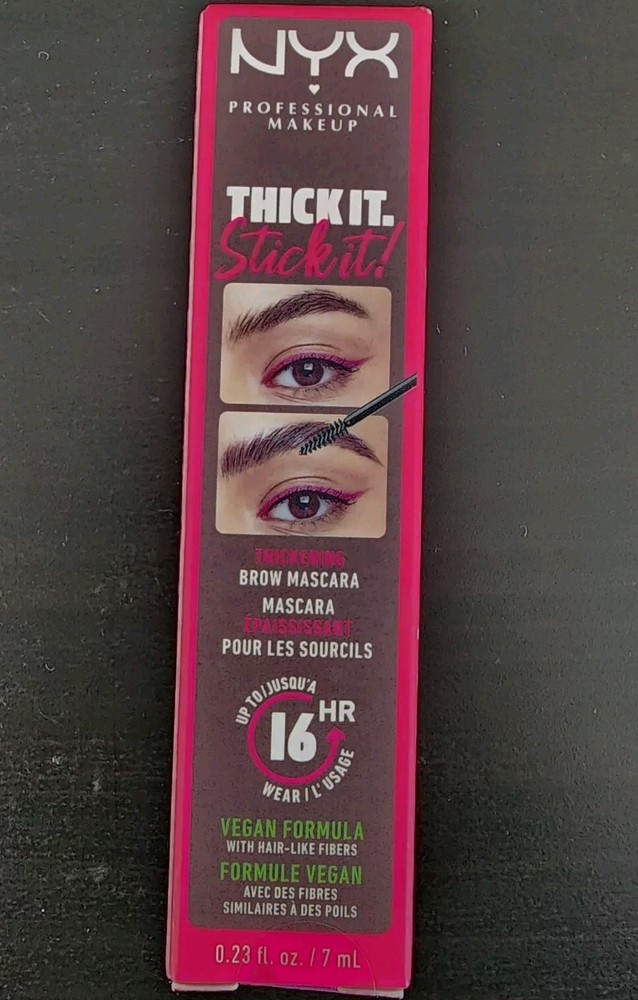 NYX
PROFESSIONAL
MAKEUP
THICK IT.
Stick it!
THICKENING
BROW MASCARA
MASCARA
ÉPAISSISSANT
POUR LES SOURCILS
UP TO/JUSQU'A
16 HR
WEAR / L'USAGE
VEGAN FORMULA
WITH HAIR-LIKE FIBERS
FORMULE VEGAN
AVEC DES FIBRES
SIMILAIRES À DES POILS
0.23 fl. oz. / 7 mL